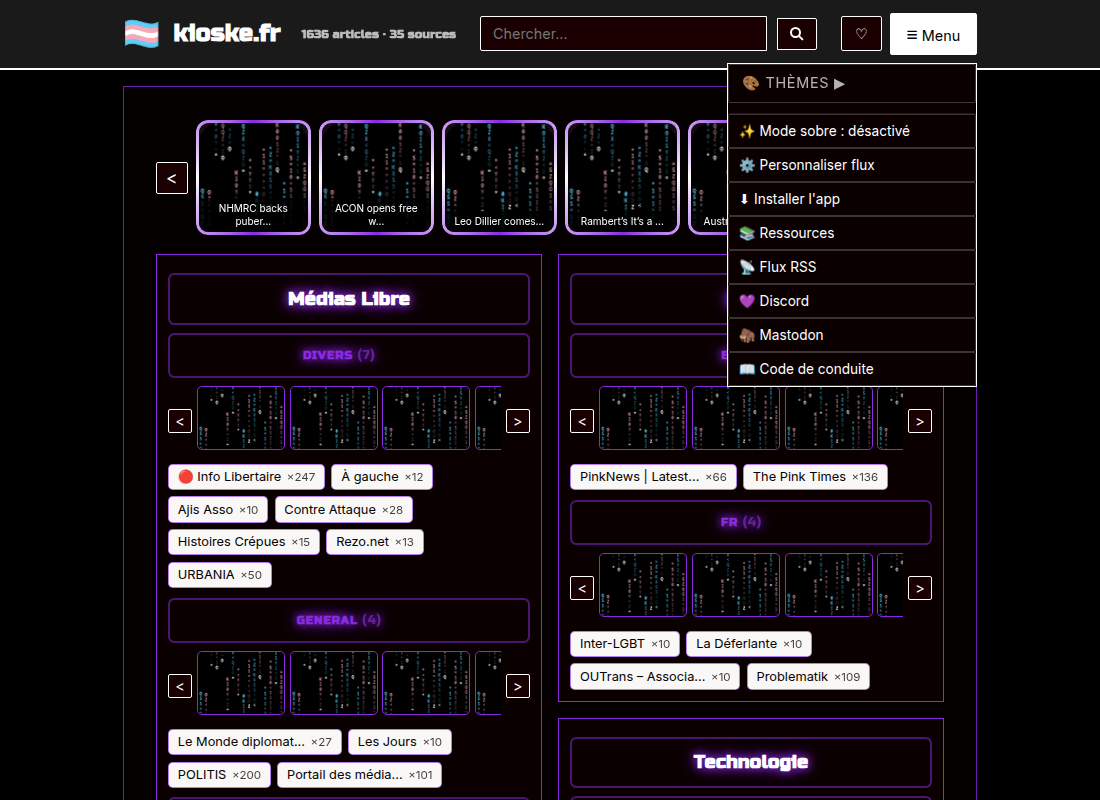 kioske.fr
1636 articles · 35 sources
Chercher...
♡
≡ Menu
🎨 THÈMES ▶
✨ Mode sobre : désactivé
⚙️ Personnaliser flux
⬇ Installer l'app
📚 Ressources
📡 Flux RSS
💜 Discord
🦣 Mastodon
📖 Code de conduite
<
NHMRC backs
puber...
ACON opens free
w...
Leo Dillier comes...
Rambert's It's a ...
Médias Libre
DIVERS (7)
<
>
🔴 Info Libertaire ×247
À gauche ×12
Ajis Asso ×10
Contre Attaque ×28
Histoires Crépues ×15
Rezo.net ×13
URBANIA ×50
GENERAL (4)
<
>
Le Monde diplomat... ×27
Les Jours ×10
POLITIS ×200
Portail des média... ×101
<
>
PinkNews | Latest... ×66
The Pink Times ×136
FR (4)
<
>
Inter-LGBT ×10
La Déferlante ×10
OUTrans – Associa... ×10
Problematik ×109
Technologie